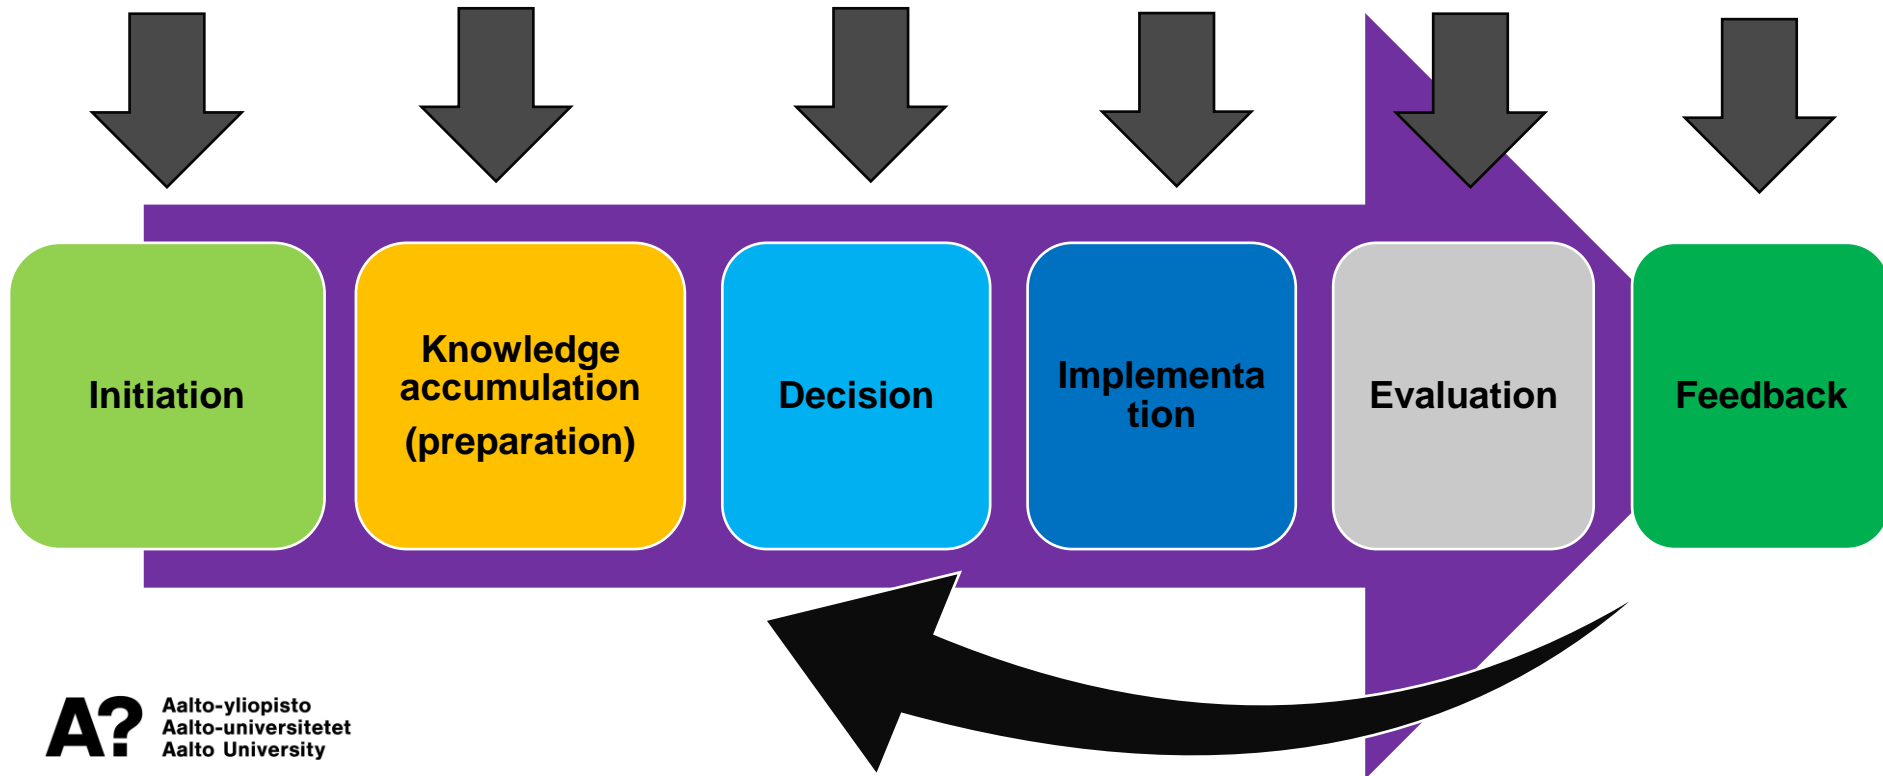 Initiation
Knowledge
accumulation
(preparation)
Decision
Implementa
tion
Evaluation
Feedback
A?
Aalto-yliopisto
Aalto-universitetet
Aalto University